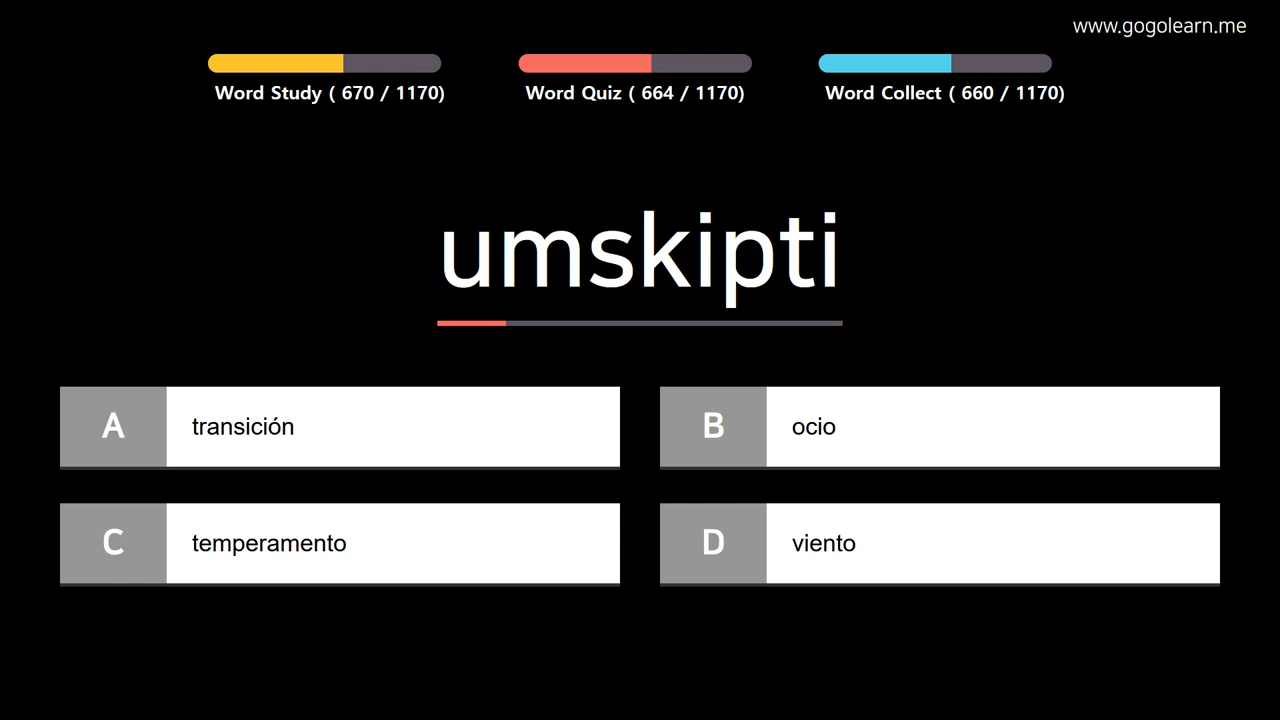 www.gogolearn.me
Word Study ( 670 / 1170)
Word Quiz ( 664 / 1170)
Word Collect ( 660 / 1170)
umskipti
A
transición
B
ocio
C
temperamento
D
viento